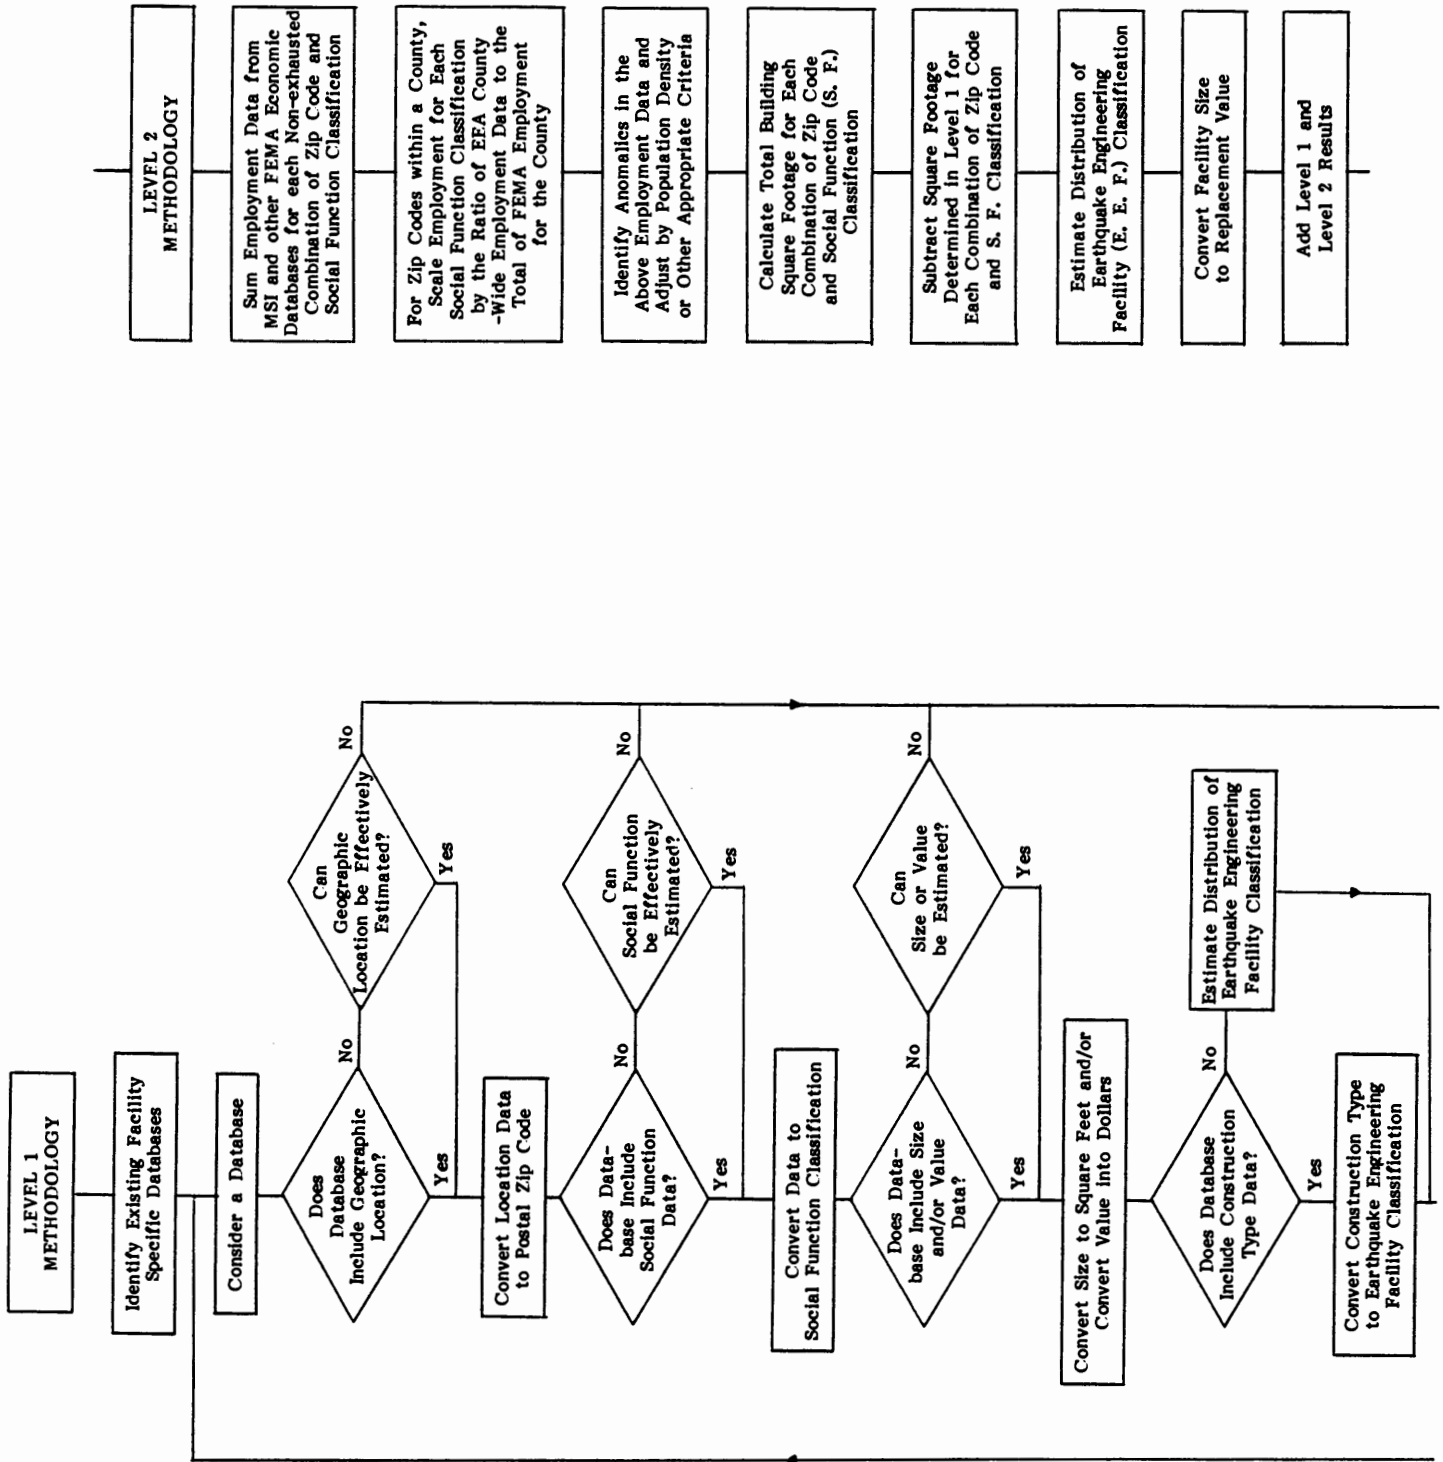 LEVEL 1
METHODOLOGY
Identify Existing Facility
Specific Databases
Consider a Database
Does
Database
Include Geographic
Location?
No
Can
Geographic
Location be Effectively
Estimated?
No
Yes
Yes
Convert Location Data
to Postal Zip Code
Does Data-
base Include
Social Function
Data?
No
Can
Social Function
be Effectively
Estimated?
No
Yes
Yes
Convert Data to
Social Function Classification
Does Data-
base Include Size
and/or Value
Data?
No
Can
Size or Value
be Estimated?
No
Yes
Yes
Convert Size to Square Feet and/or
Convert Value into Dollars
Does Database
Include Construction
Type Data?
No
Estimate Distribution of
Earthquake Engineering
Facility Classification
Yes
Convert Construction Type
to Earthquake Engineering
Facility Classification
LEVEL 2
METHODOLOGY
Sum Employment Data from
MSI and other FEMA Economic
Databases for each Non-exhausted
Combination of Zip Code and
Social Function Classification
For Zip Codes within a County,
Scale Employment for Each
Social Function Classification
by the Ratio of EEA County
-Wide Employment Data to the
Total of FEMA Employment
for the County
Identify Anomalies in the
Above Employment Data and
Adjust by Population Density
or Other Appropriate Criteria
Calculate Total Building
Square Footage for Each
Combination of Zip Code
and Social Function (S. F.)
Classification
Subtract Square Footage
Determined in Level 1 for
Each Combination of Zip Code
and S. F. Classification
Estimate Distribution of
Earthquake Engineering
Facility (E. E. F.) Classification
Convert Facility Size
to Replacement Value
Add Level 1 and
Level 2 Results